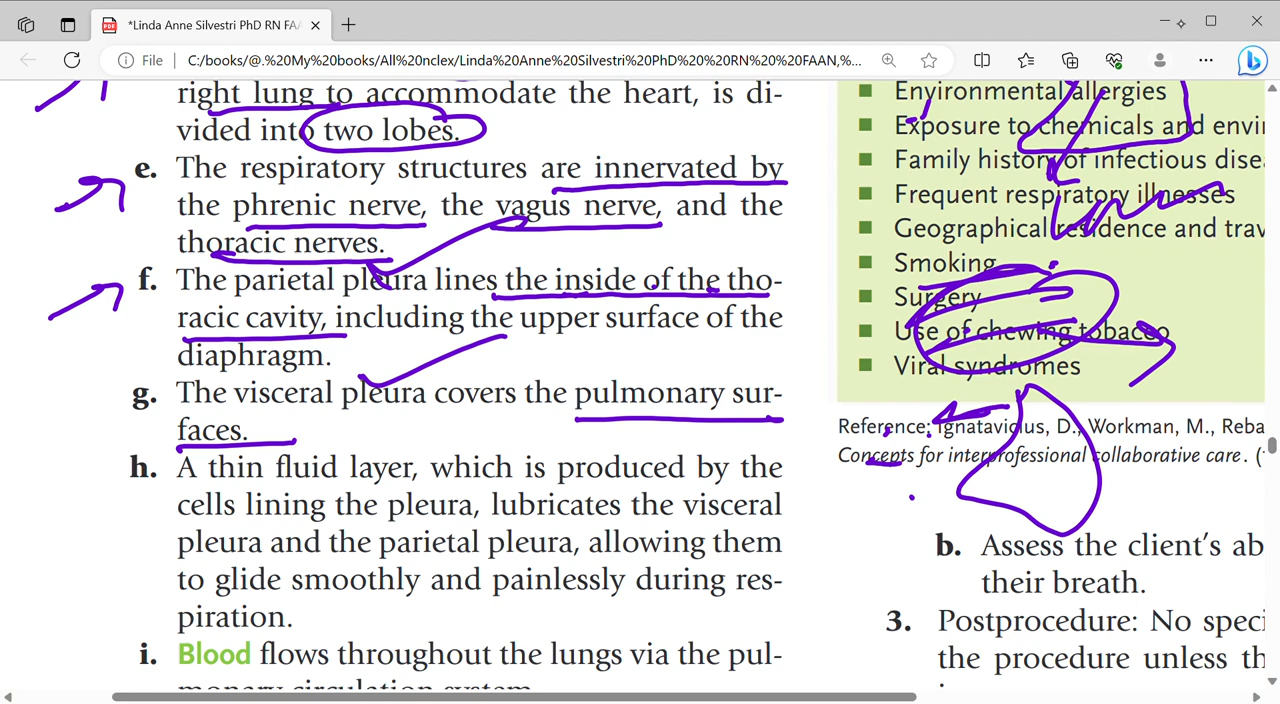 *Linda Anne Silvestri PhD RN FAA
File
C:/books/@.%20My%20books/All%20nclex/Linda%20Anne%20Silvestri%20PhD%20%20RN%20%20FAAN,%...
right lung to accommodate the heart, is di-
vided into two lobes.
e. The respiratory structures are innervated by
the phrenic nerve, the vagus nerve, and the
thoracic nerves.
f. The parietal pleura lines the inside of the tho-
racic cavity, including the upper surface of the
diaphragm.
g. The visceral pleura covers the pulmonary sur-
faces.
h. A thin fluid layer, which is produced by the
cells lining the pleura, lubricates the visceral
pleura and the parietal pleura, allowing them
to glide smoothly and painlessly during res-
piration.
i. Blood flows throughout the lungs via the pul-
monary circulation system.
Environmental allergies
Exposure to chemicals and envi
Family history of infectious dise
Frequent respiratory illnesses
Geographical residence and trav
Smoking
Surgery
Use of chewing tobacco
Viral syndromes
Reference: Ignatavicius, D., Workman, M., Reba
Concepts for interprofessional collaborative care. (
b. Assess the client's ab
their breath.
3. Postprocedure: No speci
the procedure unless th